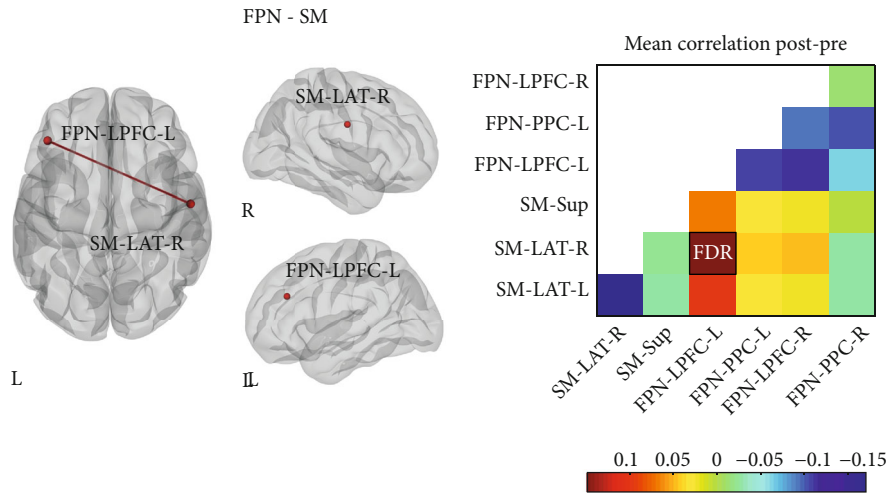 FPN - SM
FPN-LPFC-L
SM-LAT-R
L
SM-LAT-R
R
FPN-LPFC-L
Mean correlation post-pre
FPN-LPFC-R
FPN-PPC-L
FPN-LPFC-L
SM-Sup
SM-LAT-R
SM-LAT-L
FDR
SM-LAT-R
SM-Sup
FPN-LPFC-L
FPN-PPC-L
FPN-LPFC-R
FPN-PPC-R
0.1 0.05 0 −0.05 −0.1 −0.15